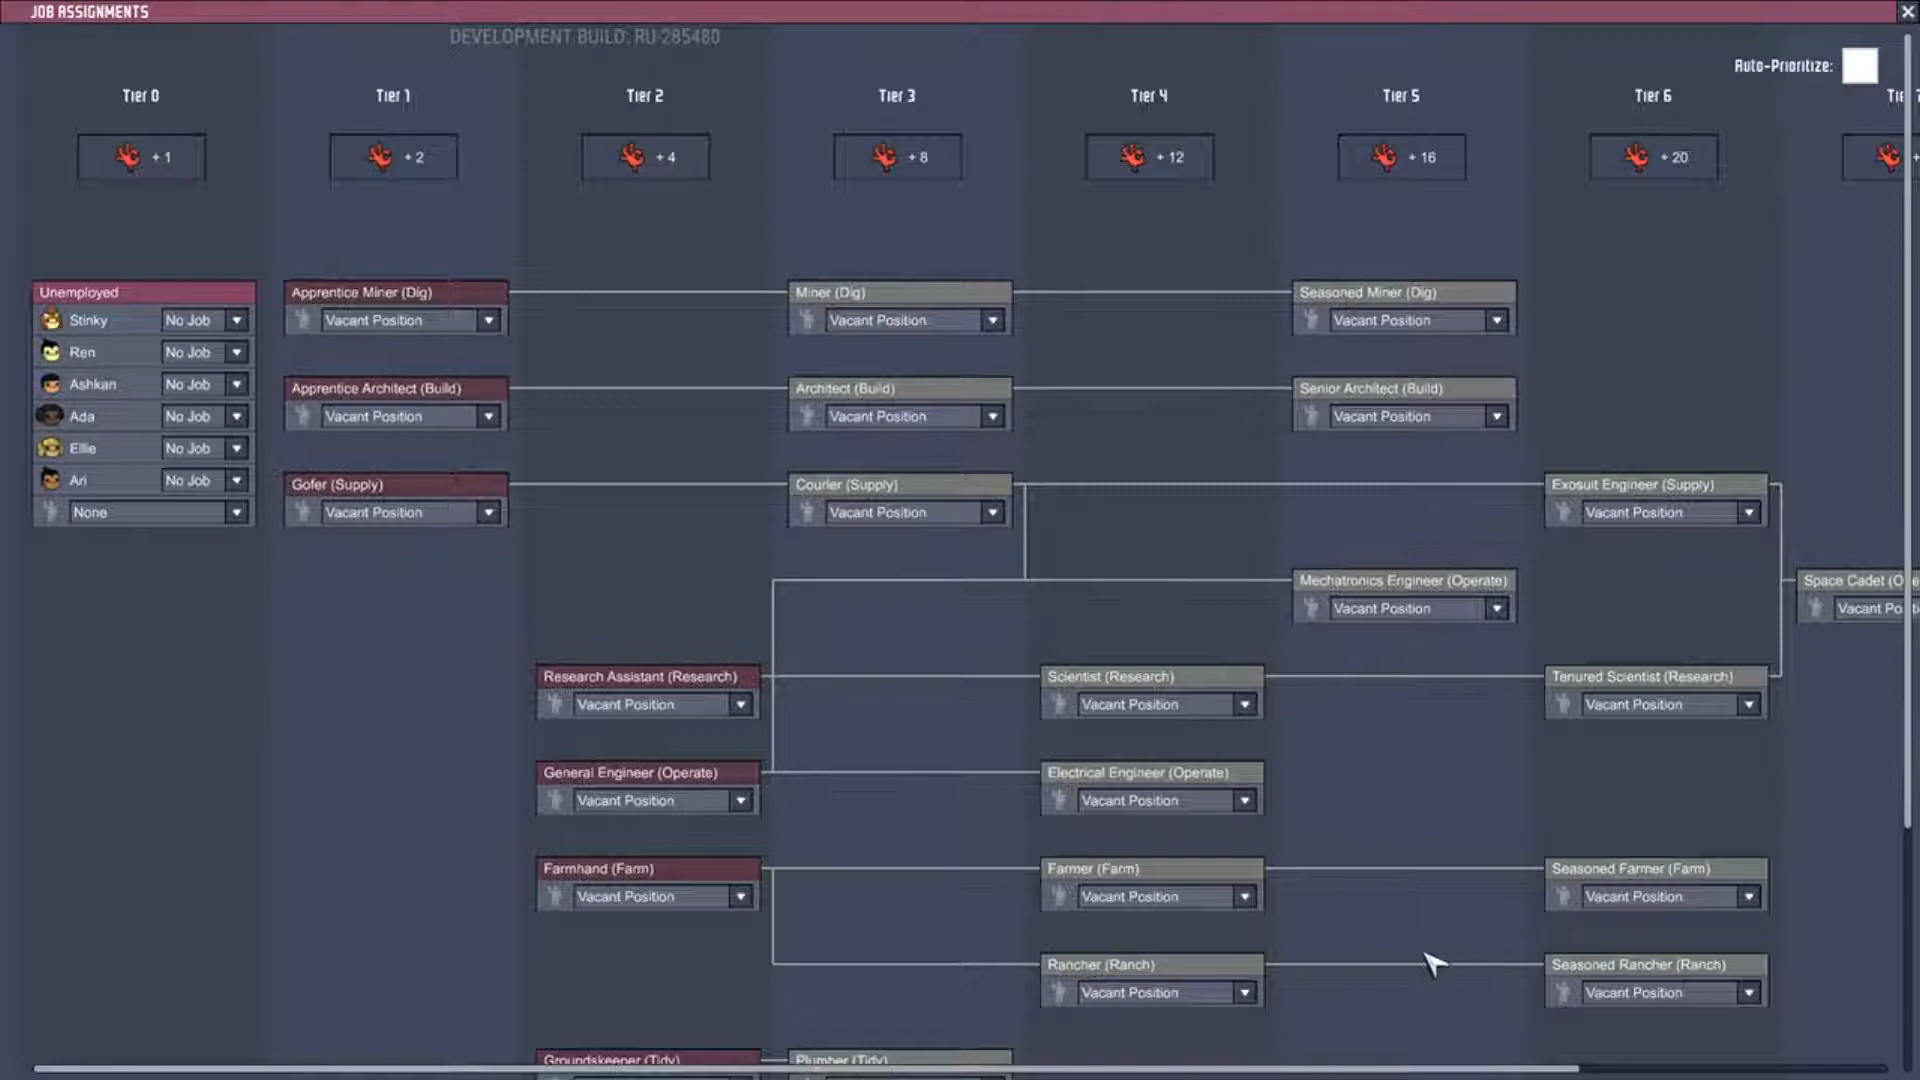 JOB ASSIGNMENTS
DEVELOPMENT BUILD: RU-285480
Auto-Prioritize:
Tier 0 Tier 1 Tier 2 Tier 3 Tier 4 Tier 5 Tier 6
+ 1 + 2 + 4 + 8 + 12 + 16 + 20
Unemployed Apprentice Miner (Dig) Miner (Dig) Seasoned Miner (Dig)
Stinky No Job Vacant Position Vacant Position Vacant Position
Ren No Job
Ashkan No Job Apprentice Architect (Build) Architect (Build) Senior Architect (Build)
Ada No Job Vacant Position Vacant Position Vacant Position
Ellie No Job
Ari No Job Gofer (Supply) Courier (Supply) Exosuit Engineer (Supply)
None Vacant Position Vacant Position Vacant Position
Mechatronics Engineer (Operate) Space Cadet
Vacant Position Vacant
Research Assistant (Research) Scientist (Research) Tenured Scientist (Research)
Vacant Position Vacant Position Vacant Position
General Engineer (Operate) Electrical Engineer (Operate)
Vacant Position Vacant Position
Farmhand (Farm) Farmer (Farm) Seasoned Farmer (Farm)
Vacant Position Vacant Position Vacant Position
Rancher (Ranch) Seasoned Rancher (Ranch)
Vacant Position Vacant Position
Groundskeeper (Tidy) Plumber (Tidy)